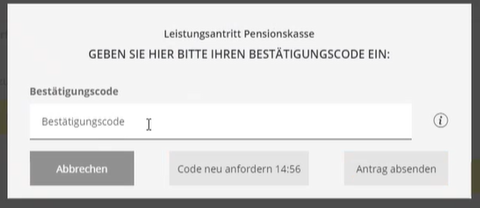 Leistungsantritt Pensionskasse
GEBEN SIE HIER BITTE IHREN BESTÄTIGUNGSCODE EIN:
Bestätigungscode
Bestätigungscode
i
Abbrechen
Code neu anfordern 14:56
Antrag absenden